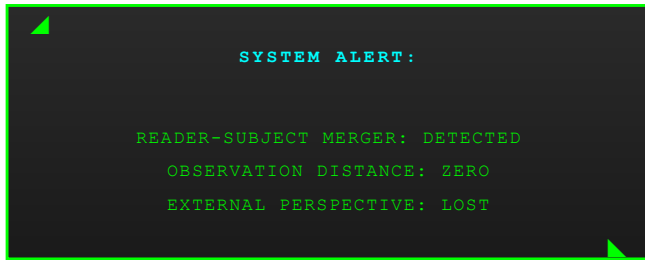 SYSTEM ALERT:
READER-SUBJECT MERGER: DETECTED
OBSERVATION DISTANCE: ZERO
EXTERNAL PERSPECTIVE: LOST